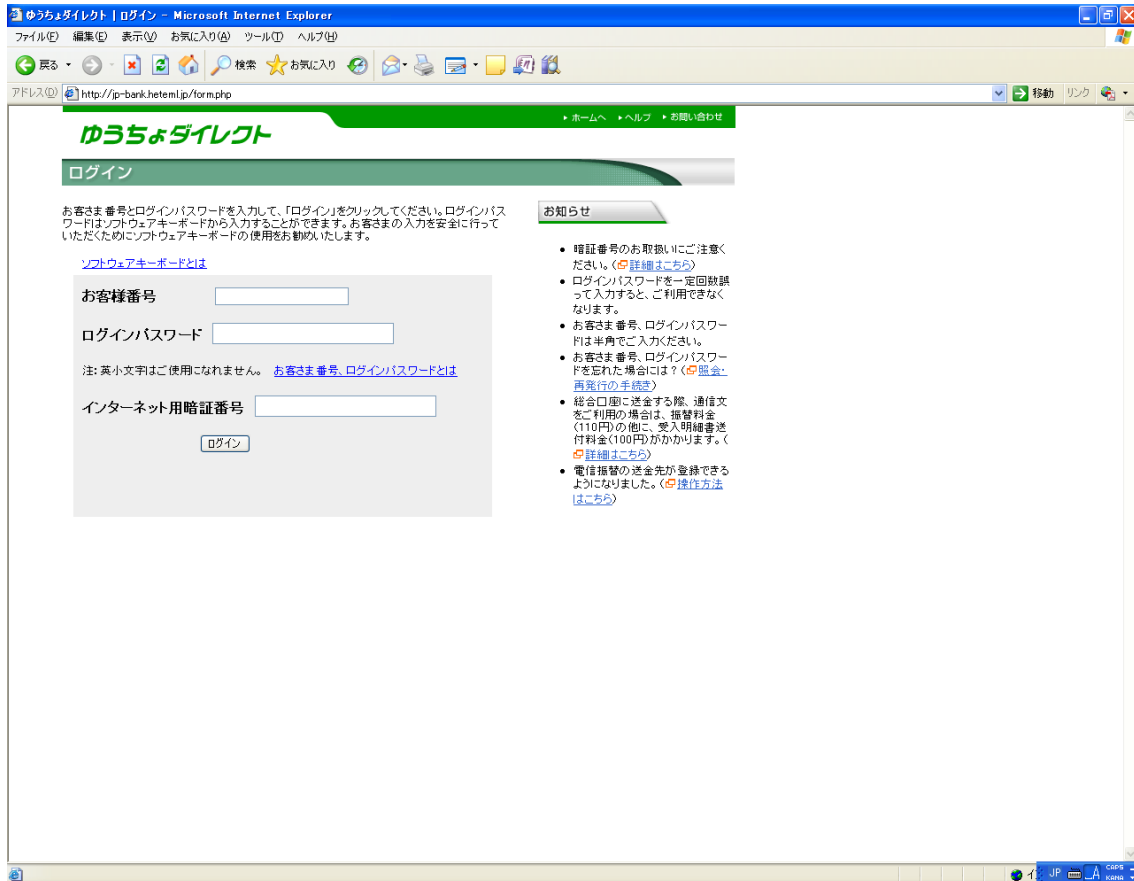 ゆうちょダイレクト | ログイン - Microsoft Internet Explorer
ファイル(F) 編集(E) 表示(V) お気に入り(A) ツール(T) ヘルプ(H)
戻る 検索 お気に入り
アドレス(D) http://jp-bank.heteml.jp/form.php 移動 リンク
ホームへ ヘルプ お問い合わせ
ゆうちょダイレクト
ログイン
お客さま番号とログインパスワードを入力して、「ログイン」をクリックしてください。ログインパス
ワードはソフトウェアキーボードから入力することができます。お客さまの入力を安全に行って
いただくためにソフトウェアキーボードの使用をお勧めいたします。
ソフトウェアキーボードとは
お客様番号
ログインパスワード
注: 英小文字はご使用になれません。 お客さま番号、ログインパスワードとは
インターネット用暗証番号
ログイン
お知らせ
• 暗証番号のお取扱いにご注意く
ださい。(詳細はこちら)
• ログインパスワードを一定回数誤
って入力すると、ご利用できなく
なります。
• お客さま番号、ログインパスワー
ドは半角でご入力ください。
• お客さま番号、ログインパスワー
ドを忘れた場合には？(照会・
再発行の手続き)
• 総合口座に送金する際、通信文
をご利用の場合は、振替料金
(110円)の他に、受入明細書送
付料金(100円)がかかります。(
詳細はこちら)
• 電信振替の送金先が登録できる
ようになりました。(操作方法
はこちら)
JP A CAPS
KANA